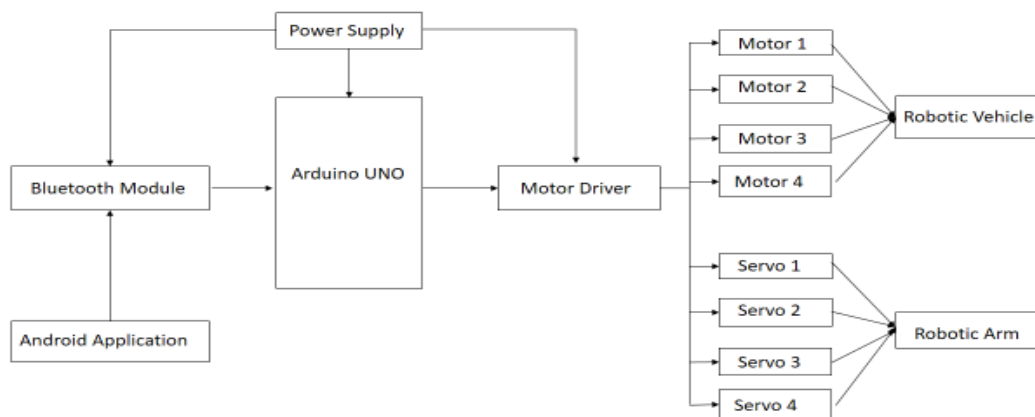 Power Supply
Arduino UNO
Bluetooth Module
Android Application
Motor Driver
Motor 1
Motor 2
Motor 3
Motor 4
Robotic Vehicle
Servo 1
Servo 2
Servo 3
Servo 4
Robotic Arm